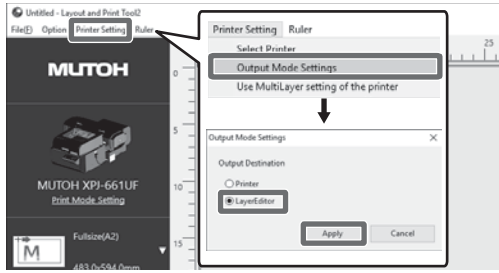 Untitled - Layout and Print Tool2
File(F) Option Printer Setting Ruler
MUTOH
MUTOH XPJ-661UF
Print Mode Setting
Fullsize(A2)
M
483.0x594.0mm
0
5
10
15
25
Printer Setting Ruler
Select Printer
Output Mode Settings
Use MultiLayer setting of the printer
Output Mode Settings
Output Destination
Printer
LayerEditor
Apply Cancel